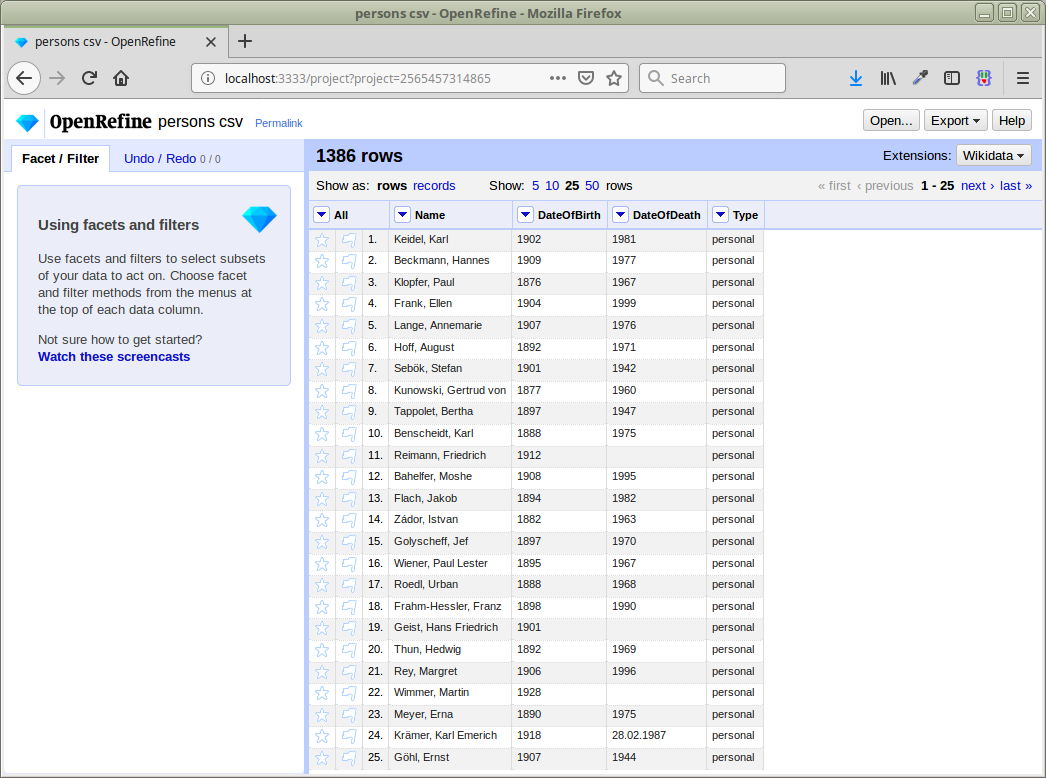 persons csv - OpenRefine - Mozilla Firefox
persons csv - OpenRefine
localhost:3333/project?project=2565457314865 Search
OpenRefine persons csv Permalink Open... Export Help
Facet / Filter Undo / Redo 0 / 0 1386 rows Extensions: Wikidata
Show as: rows records Show: 5 10 25 50 rows « first ‹ previous 1 - 25 next › last »
Using facets and filters
Use facets and filters to select subsets
of your data to act on. Choose facet
and filter methods from the menus at
the top of each data column.
Not sure how to get started?
Watch these screencasts
All Name DateOfBirth DateOfDeath Type
1. Keidel, Karl 1902 1981 personal
2. Beckmann, Hannes 1909 1977 personal
3. Klopfer, Paul 1876 1967 personal
4. Frank, Ellen 1904 1999 personal
5. Lange, Annemarie 1907 1976 personal
6. Hoff, August 1892 1971 personal
7. Sebök, Stefan 1901 1942 personal
8. Kunowski, Gertrud von 1877 1960 personal
9. Tappolet, Bertha 1897 1947 personal
10. Benscheidt, Karl 1888 1975 personal
11. Reimann, Friedrich 1912 personal
12. Bahelfer, Moshe 1908 1995 personal
13. Flach, Jakob 1894 1982 personal
14. Zádor, Istvan 1882 1963 personal
15. Golyscheff, Jef 1897 1970 personal
16. Wiener, Paul Lester 1895 1967 personal
17. Roedl, Urban 1888 1968 personal
18. Frahm-Hessler, Franz 1898 1990 personal
19. Geist, Hans Friedrich 1901 personal
20. Thun, Hedwig 1892 1969 personal
21. Rey, Margret 1906 1996 personal
22. Wimmer, Martin 1928 personal
23. Meyer, Erna 1890 1975 personal
24. Krämer, Karl Emerich 1918 28.02.1987 personal
25. Göhl, Ernst 1907 1944 personal